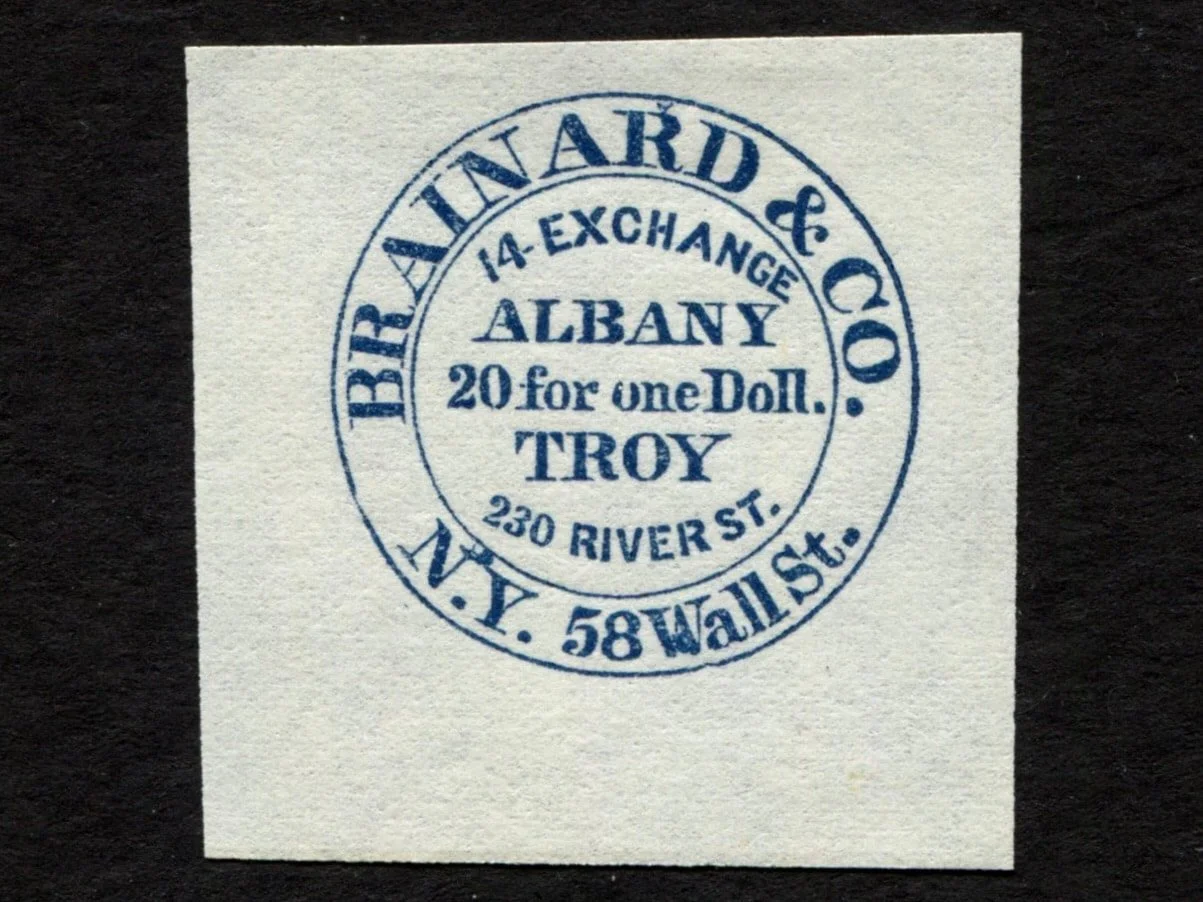 BRAINARD & CO.
14-EXCHANGE
ALBANY
20 for one Doll.
TROY
230 RIVER ST.
N.Y. 58 Wall St.